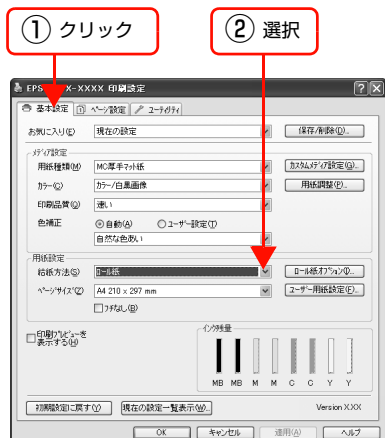 ① クリック
② 選択
EPS X-XXXX 印刷設定
基本設定 ページ設定 ユーティリティ
お気に入り(E) 現在の設定 保存/削除(D)...
メディア設定
用紙種類(M) MC厚手マット紙 カスタムメディア設定(G)...
カラー(C) カラー/白黒画像 用紙調整(P)...
印刷品質(Q) 速い
色補正 自動(A) ユーザー設定(T)
自然な色あい
用紙設定
給紙方法(S) ロール紙 ロール紙オプション(I)...
ページサイズ(Z) A4 210 x 297 mm ユーザー用紙設定(F)...
フチなし(B)
印刷プレビューを
表示する(H)
インク残量
MB MB M M C C Y Y
初期設定に戻す(Y) 現在の設定一覧表示(W)... Version X.XX
OK キャンセル 適用(A) ヘルプ